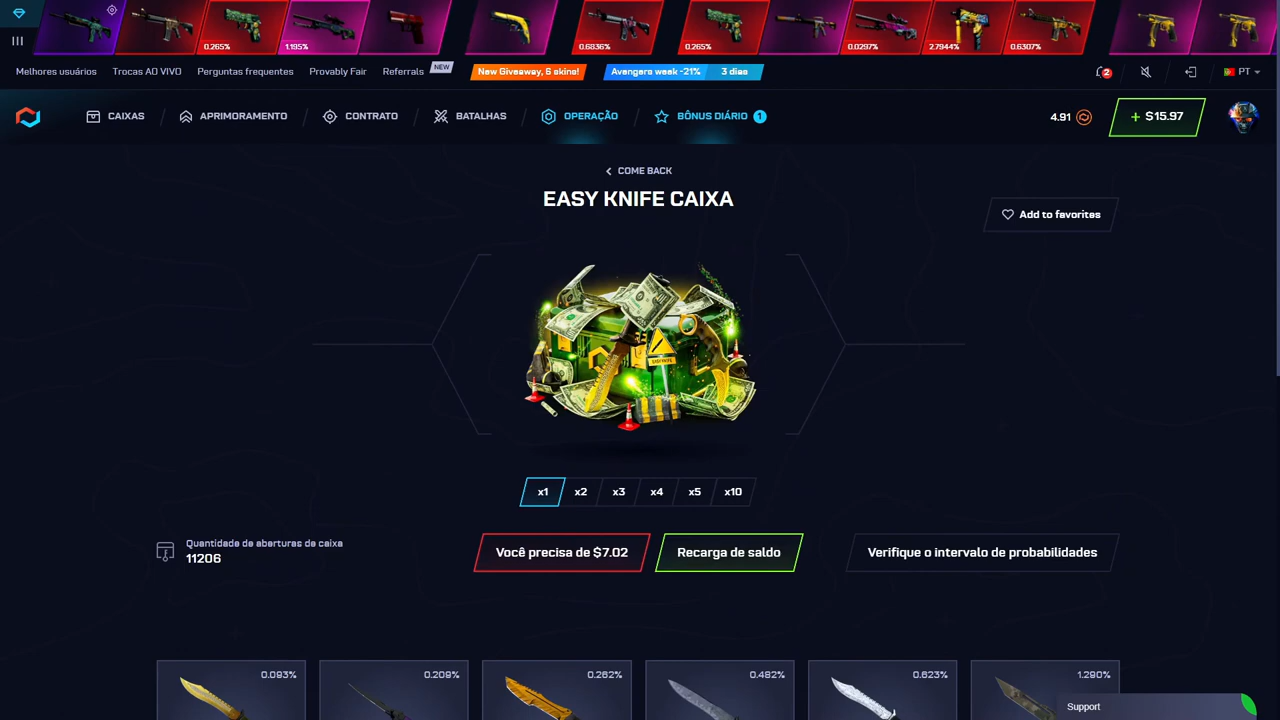 0.265%
1.195%
0.6836%
0.265%
0.0297%
2.7944%
0.6307%
Melhores usuários
Trocas AO VIVO
Perguntas frequentes
Provably Fair
Referrals
NEW
New Giveaway, 6 skins!
Avengers week -21%
3 dias
2
PT
CAIXAS
APRIMORAMENTO
CONTRATO
BATALHAS
OPERAÇÃO
BÔNUS DIÁRIO
1
4.91
+ $15.97
COME BACK
EASY KNIFE CAIXA
Add to favorites
x1
x2
x3
x4
x5
x10
Quantidade de aberturas de caixa
11206
Você precisa de $7.02
Recarga de saldo
Verifique o intervalo de probabilidades
0.093%
0.209%
0.262%
0.482%
0.623%
1.290%
Support